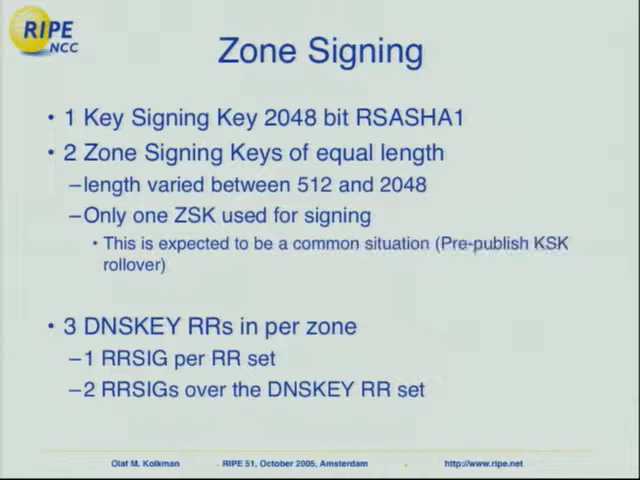 RIPE
NCC
Zone Signing
• 1 Key Signing Key 2048 bit RSASHA1
• 2 Zone Signing Keys of equal length
–length varied between 512 and 2048
–Only one ZSK used for signing
• This is expected to be a common situation (Pre-publish KSK
rollover)
• 3 DNSKEY RRs in per zone
–1 RRSIG per RR set
–2 RRSIGs over the DNSKEY RR set
Olaf M. Kolkman . RIPE 51, October 2005, Amsterdam . http://www.ripe.net